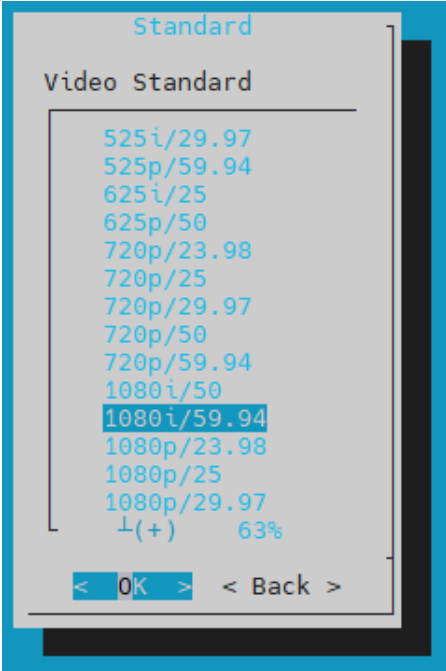 Standard
Video Standard
525i/29.97
525p/59.94
625i/25
625p/50
720p/23.98
720p/25
720p/29.97
720p/50
720p/59.94
1080i/50
1080i/59.94
1080p/23.98
1080p/25
1080p/29.97
┴(+) 63%
< OK > < Back >